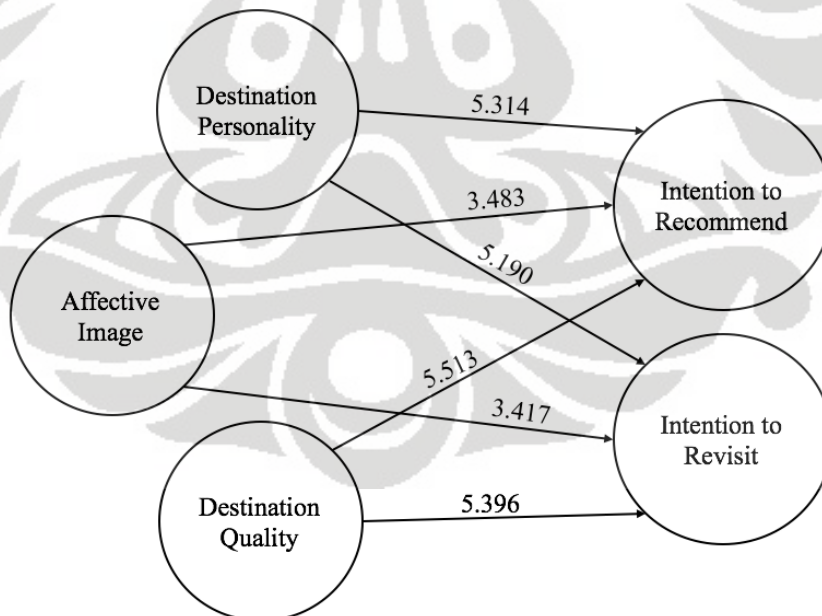 Destination
Personality
5.314
Intention to
Recommend
3.483
5.190
Affective
Image
5.513
3.417
Intention to
Revisit
Destination
Quality
5.396